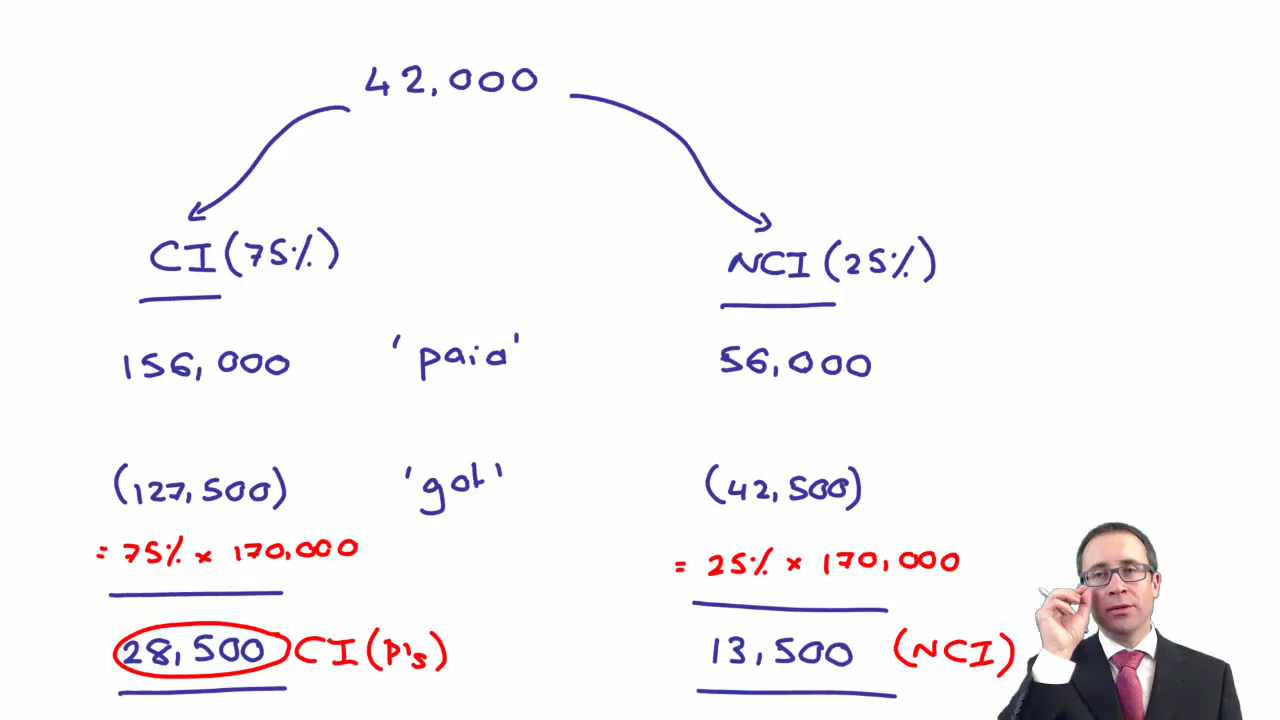 42,000
CI (75%) NCI (25%)
156,000 'paid' 56,000
(127,500) 'got' (42,500)
= 75% × 170,000 = 25% × 170,000
28,500 CI (P's) 13,500 (NCI)